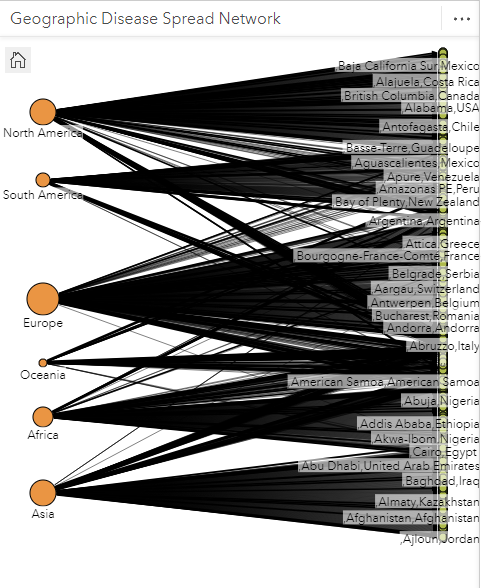 Geographic Disease Spread Network
Baja California Sur,Mexico
Alajuela,Costa Rica
British Columbia,Canada
Alabama,USA
North America
Antofagasta,Chile
Basse-Terre,Guadeloupe
Aguascalientes,Mexico
Apure,Venezuela
South America
Amazonas PE,Peru
Bay of Plenty,New Zealand
Argentina,Argentina
Attica,Greece
Bourgogne-France-Comté,France
Belgrade,Serbia
Aargau,Switzerland
Antwerpen,Belgium
Europe
Bucharest,Romania
Andorra,Andorra
Abruzzo,Italy
Oceania
American Samoa,American Samoa
Abuja,Nigeria
Africa
Addis Ababa,Ethiopia
Akwa-Ibom,Nigeria
Cairo,Egypt
Abu Dhabi,United Arab Emirates
Baghdad,Iraq
Asia
Almaty,Kazakhstan
,Afghanistan,Afghanistan
,Ajloun,Jordan